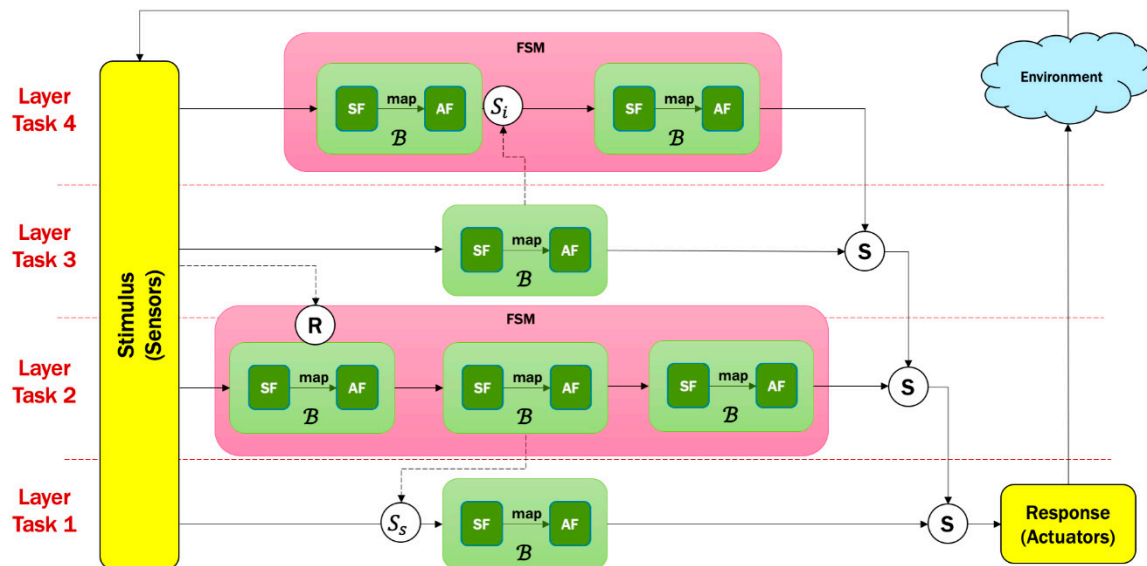 FSM
Environment
Layer
Task 4
SF map AF
ℬ
S_i
SF map AF
ℬ
Stimulus
(Sensors)
Layer
Task 3
SF map AF
ℬ
S
R
FSM
Layer
Task 2
SF map AF
ℬ
SF map AF
ℬ
SF map AF
ℬ
S
Layer
Task 1
S_s
SF map AF
ℬ
S
Response
(Actuators)